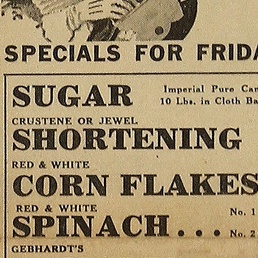 SPECIALS FOR FRIDA
SUGAR Imperial Pure Can
10 Lbs. in Cloth Ba
CRUSTENE OR JEWEL
SHORTENING
RED & WHITE
CORN FLAKES
RED & WHITE No. 1
SPINACH . . . No. 2
GEBHARDT'S